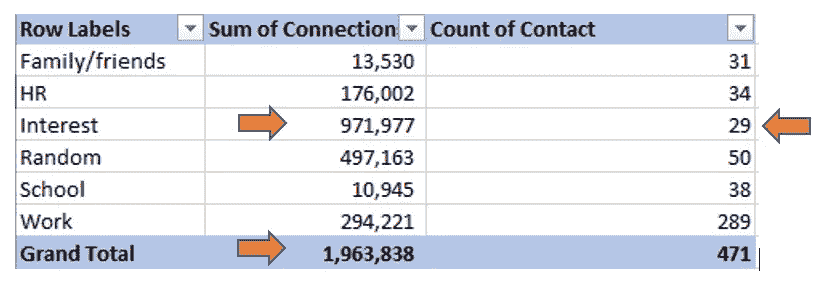 Row Labels Sum of Connection Count of Contact
Family/friends 13,530 31
HR 176,002 34
Interest 971,977 29
Random 497,163 50
School 10,945 38
Work 294,221 289
Grand Total 1,963,838 471